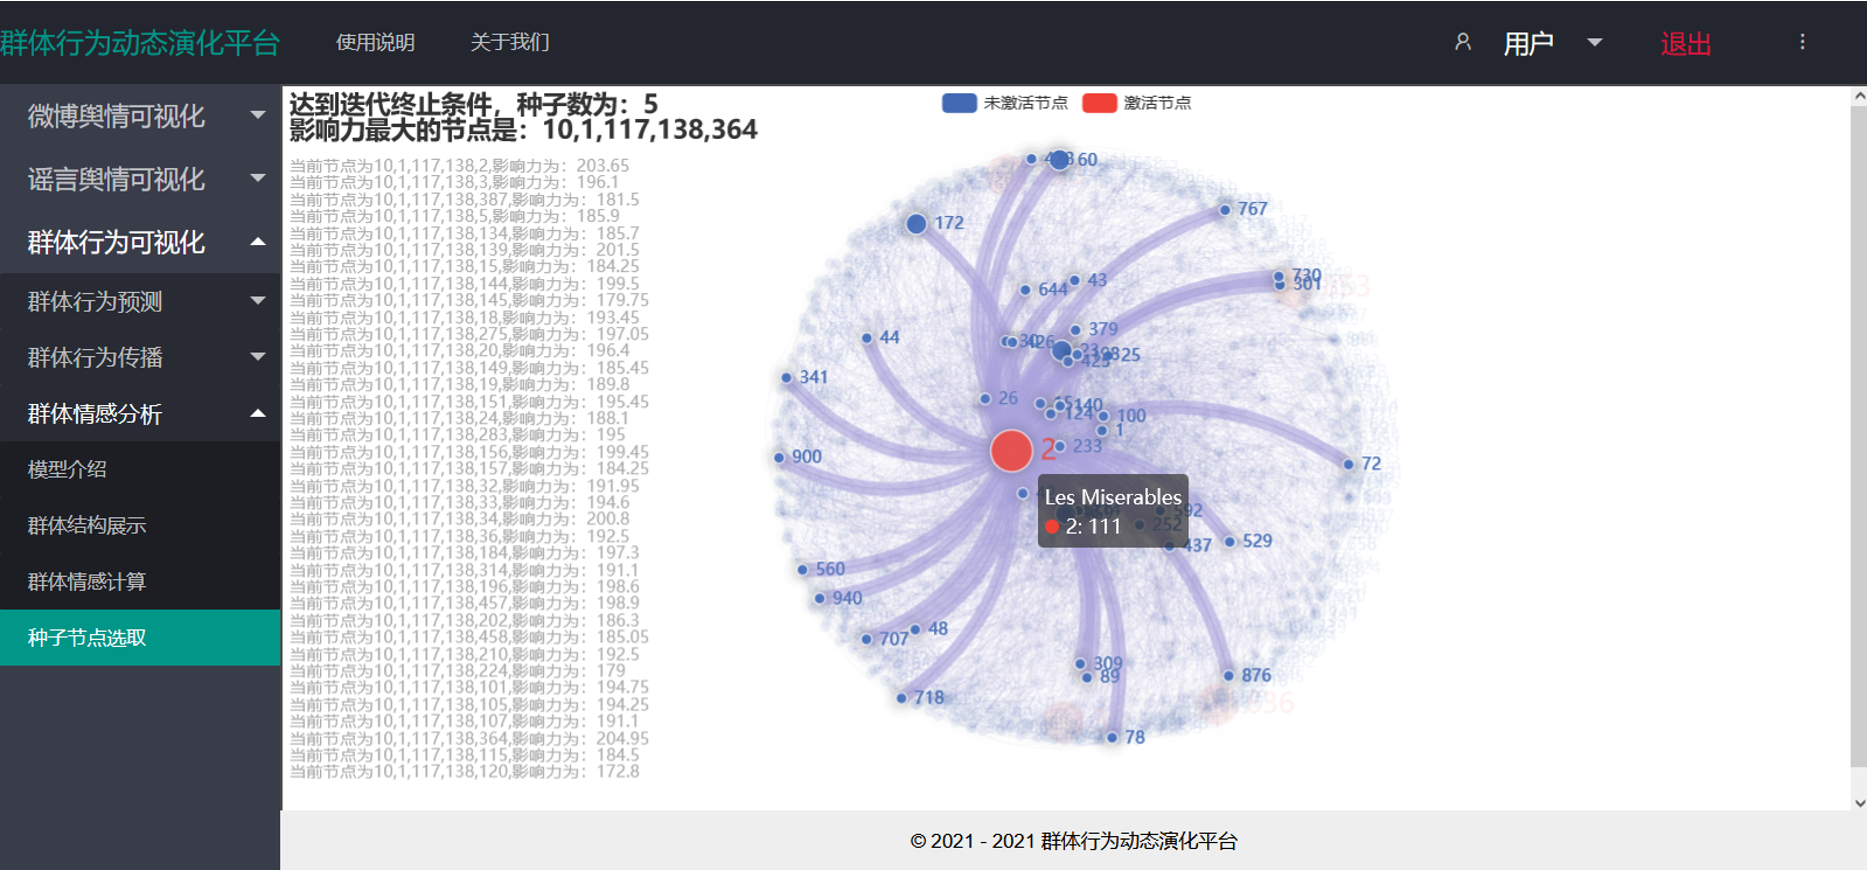 群体行为动态演化平台
使用说明
关于我们
用户
退出
微博舆情可视化
谣言舆情可视化
群体行为可视化
群体行为预测
群体行为传播
群体情感分析
模型介绍
群体结构展示
群体情感计算
种子节点选取
达到迭代终止条件，种子数为：5
影响力最大的节点是：10,1,117,138,364
当前节点为10,1,117,138,2,影响力为：203.65
当前节点为10,1,117,138,3,影响力为：196.1
当前节点为10,1,117,138,387,影响力为：181.5
当前节点为10,1,117,138,5,影响力为：185.9
当前节点为10,1,117,138,134,影响力为：185.7
当前节点为10,1,117,138,139,影响力为：201.5
当前节点为10,1,117,138,15,影响力为：184.25
当前节点为10,1,117,138,144,影响力为：199.5
当前节点为10,1,117,138,145,影响力为：179.75
当前节点为10,1,117,138,18,影响力为：193.45
当前节点为10,1,117,138,275,影响力为：197.05
当前节点为10,1,117,138,20,影响力为：196.4
当前节点为10,1,117,138,149,影响力为：185.45
当前节点为10,1,117,138,19,影响力为：189.8
当前节点为10,1,117,138,151,影响力为：195.45
当前节点为10,1,117,138,24,影响力为：188.1
当前节点为10,1,117,138,283,影响力为：195
当前节点为10,1,117,138,156,影响力为：199.45
当前节点为10,1,117,138,157,影响力为：184.25
当前节点为10,1,117,138,32,影响力为：191.95
当前节点为10,1,117,138,33,影响力为：194.6
当前节点为10,1,117,138,34,影响力为：200.8
当前节点为10,1,117,138,36,影响力为：192.5
当前节点为10,1,117,138,184,影响力为：197.3
当前节点为10,1,117,138,314,影响力为：191.1
当前节点为10,1,117,138,196,影响力为：198.6
当前节点为10,1,117,138,457,影响力为：198.9
当前节点为10,1,117,138,202,影响力为：186.3
当前节点为10,1,117,138,458,影响力为：185.05
当前节点为10,1,117,138,210,影响力为：192.5
当前节点为10,1,117,138,224,影响力为：179
当前节点为10,1,117,138,101,影响力为：194.75
当前节点为10,1,117,138,105,影响力为：194.25
当前节点为10,1,117,138,107,影响力为：191.1
当前节点为10,1,117,138,364,影响力为：204.95
当前节点为10,1,117,138,115,影响力为：184.5
当前节点为10,1,117,138,120,影响力为：172.8
未激活节点
激活节点
60
767
172
730
301
43
644
379
44
426
25
423
341
26
140
124
100
1
2
233
900
72
Les Miserables
2: 111
592
252
437
529
560
940
48
707
309
89
876
718
78
© 2021 - 2021 群体行为动态演化平台